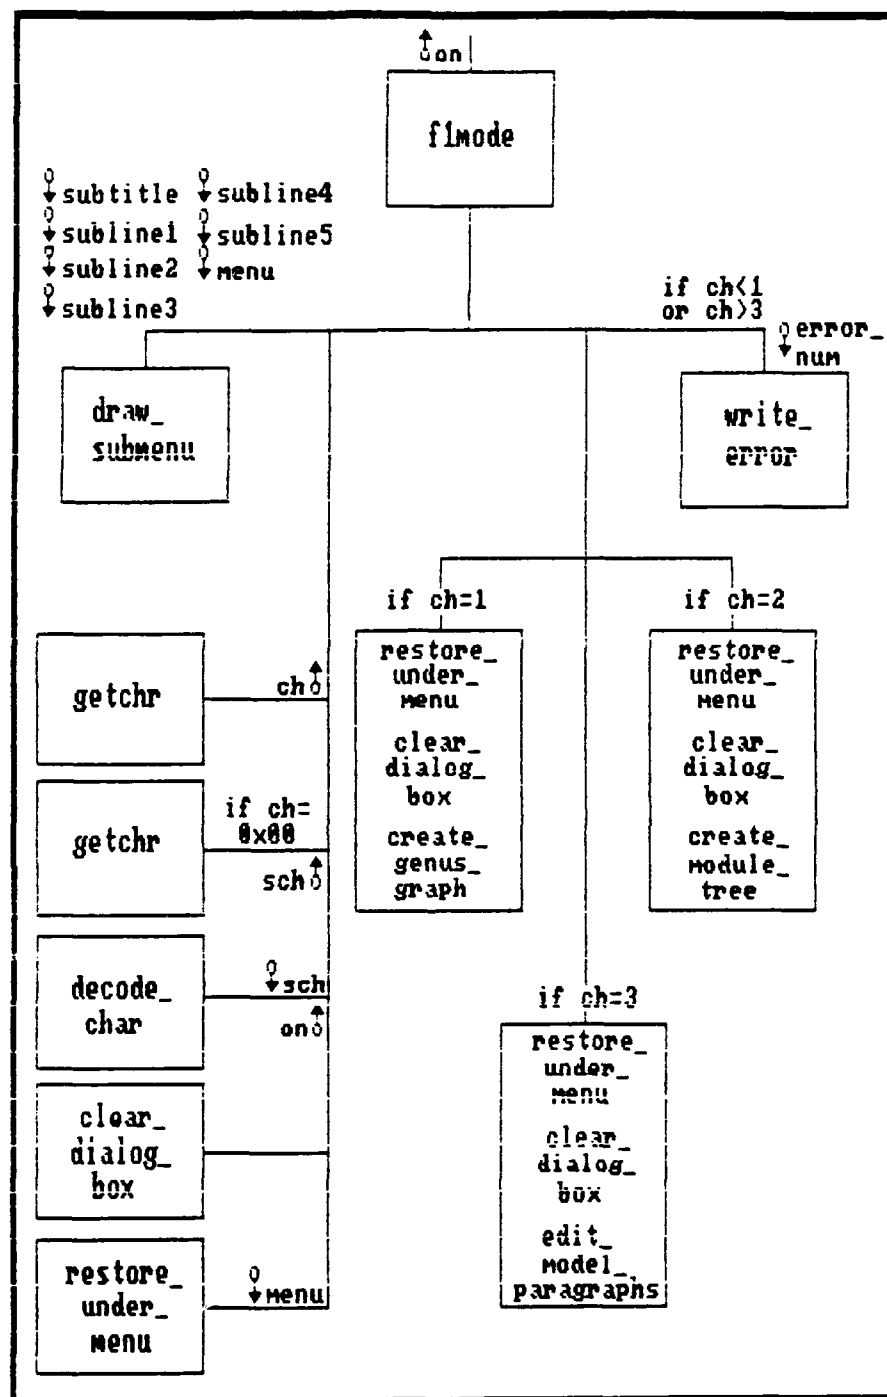 on
f1mode
subtitle
subline4
subline1
subline5
subline2
menu
subline3
if ch<1
or ch>3
error_
num
draw_
submenu
write_
error
if ch=1
if ch=2
restore_
under_
menu
clear_
dialog_
box
create_
genus_
graph
restore_
under_
menu
clear_
dialog_
box
create_
module_
tree
getchr
ch
getchr
if ch=
0x00
sch
decode_
char
sch
on
if ch=3
restore_
under_
menu
clear_
dialog_
box
edit_
model_
paragraphs
clear_
dialog_
box
restore_
under_
menu
menu